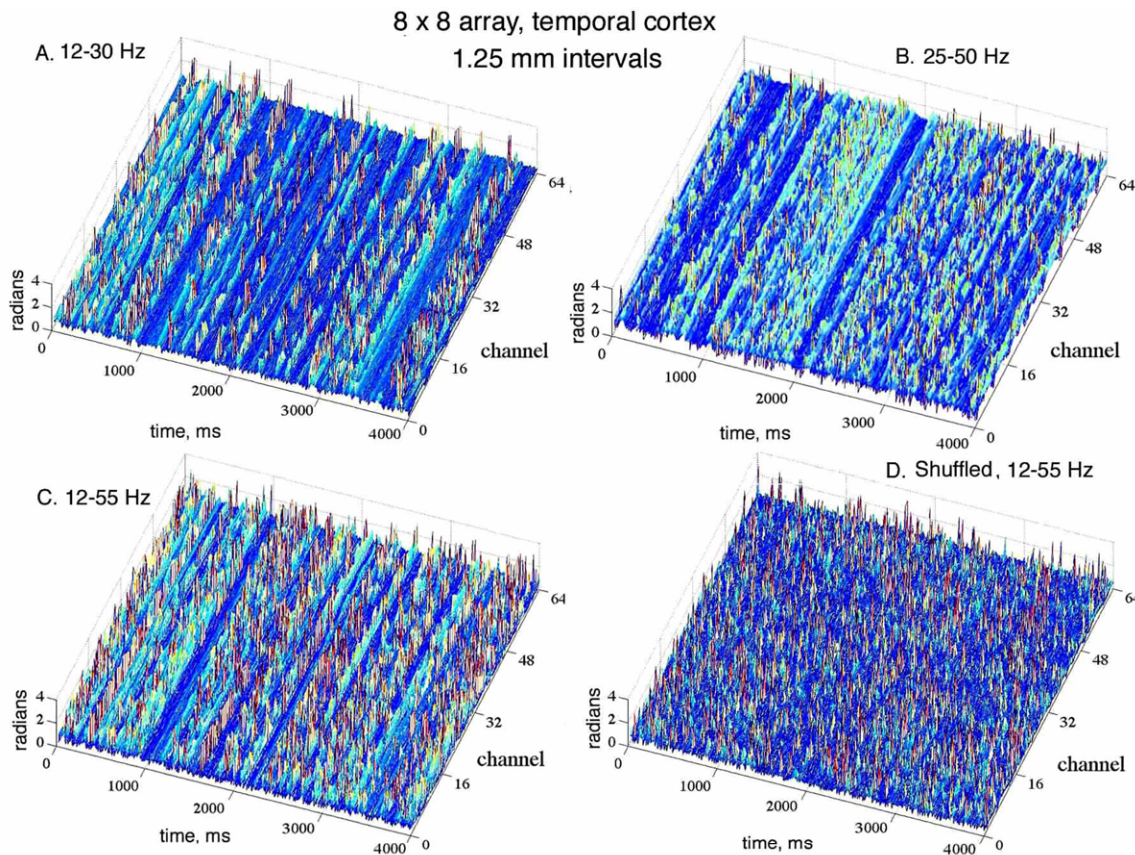 8 x 8 array, temporal cortex
1.25 mm intervals
A. 12-30 Hz
64
48
32
16
0
channel
4
2
0
radians
0
1000
2000
3000
4000
time, ms
B. 25-50 Hz
64
48
32
16
0
channel
4
2
0
radians
0
1000
2000
3000
4000
time, ms
C. 12-55 Hz
64
48
32
16
0
channel
4
2
0
radians
0
1000
2000
3000
4000
time, ms
D. Shuffled, 12-55 Hz
64
48
32
16
0
channel
4
2
0
radians
0
1000
2000
3000
4000
time, ms